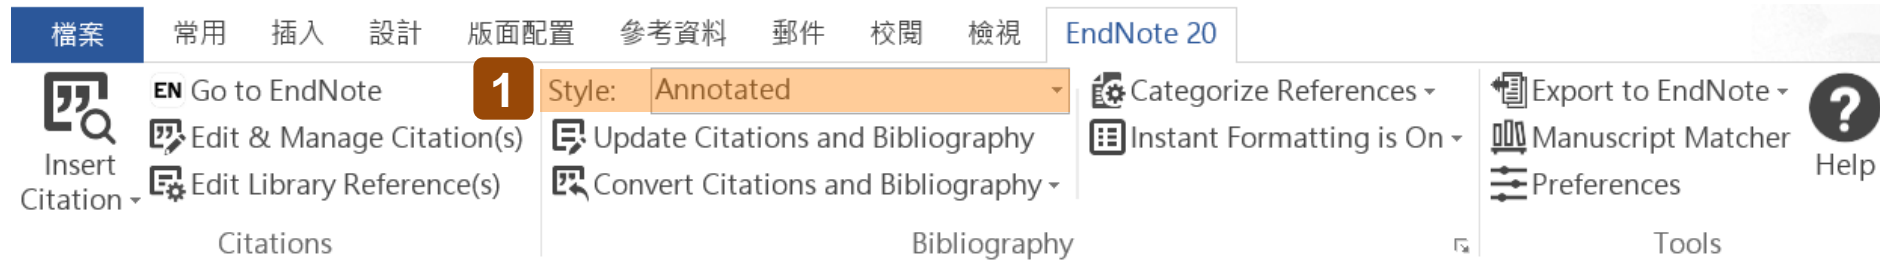 檔案 常用 插入 設計 版面配置 參考資料 郵件 校閱 檢視 EndNote 20
EN Go to EndNote
Edit & Manage Citation(s)
Edit Library Reference(s)
Insert
Citation
Citations
1
Style: Annotated
Update Citations and Bibliography
Convert Citations and Bibliography
Categorize References
Instant Formatting is On
Bibliography
Export to EndNote
Manuscript Matcher
Preferences
?
Help
Tools